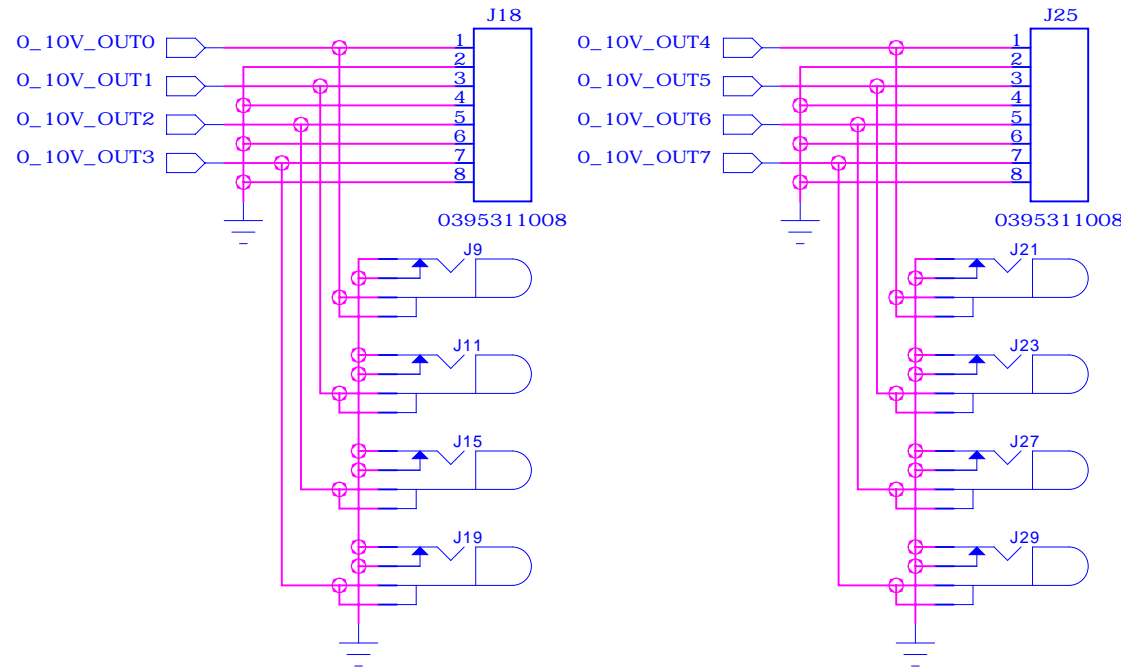 J18
J25
0_10V_OUT0
1
0_10V_OUT4
1
2
2
0_10V_OUT1
3
0_10V_OUT5
3
4
4
0_10V_OUT2
5
0_10V_OUT6
5
6
6
0_10V_OUT3
7
0_10V_OUT7
7
8
8
0395311008
0395311008
J9
J21
J11
J23
J15
J27
J19
J29